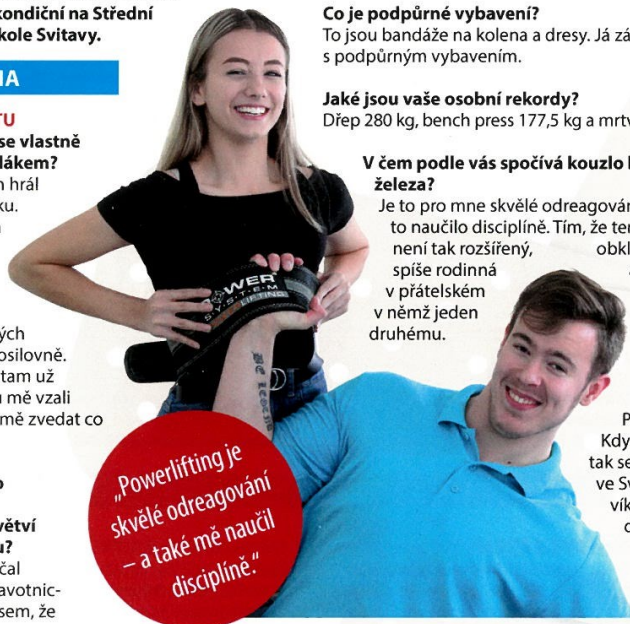 kondiční na Střední
kole Svitavy.
NA
TU
se vlastně
lákem?
n hrál
ku.
ých
osilovně.
tam už
u mě vzali
mě zvedat co
o
větví
u?
čal
avotnic-
sem, že
POWER
SYSTEM
LIFTING
„Powerlifting je
skvělé odreagování
– a také mě naučil
disciplíně.“
Co je podpůrné vybavení?
To jsou bandáže na kolena a dresy. Já zá
s podpůrným vybavením.
Jaké jsou vaše osobní rekordy?
Dřep 280 kg, bench press 177,5 kg a mrtv
V čem podle vás spočívá kouzlo
železa?
Je to pro mne skvělé odreagován
to naučilo disciplíně. Tím, že ten
není tak rozšířený, obkl
spíše rodinná
v přátelském
v němž jeden
druhému.
P
Kdy
tak se
ve Sv
vík